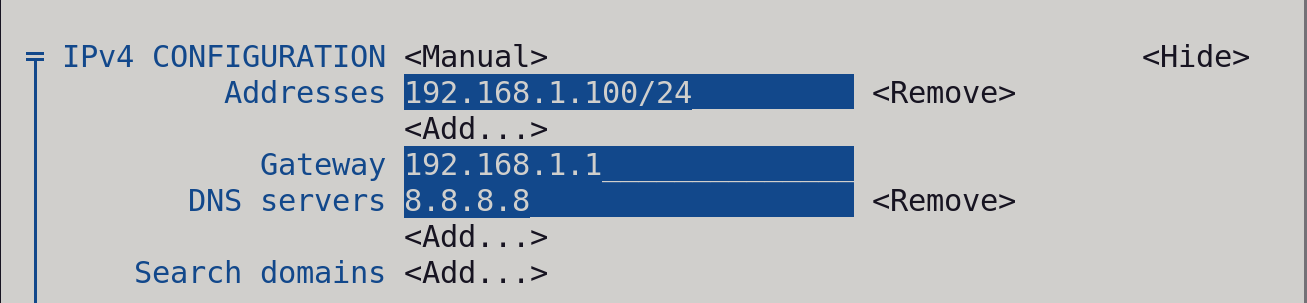 IPv4 CONFIGURATION <Manual> <Hide>
Addresses 192.168.1.100/24 <Remove>
<Add...>
Gateway 192.168.1.1
DNS servers 8.8.8.8 <Remove>
<Add...>
Search domains <Add...>